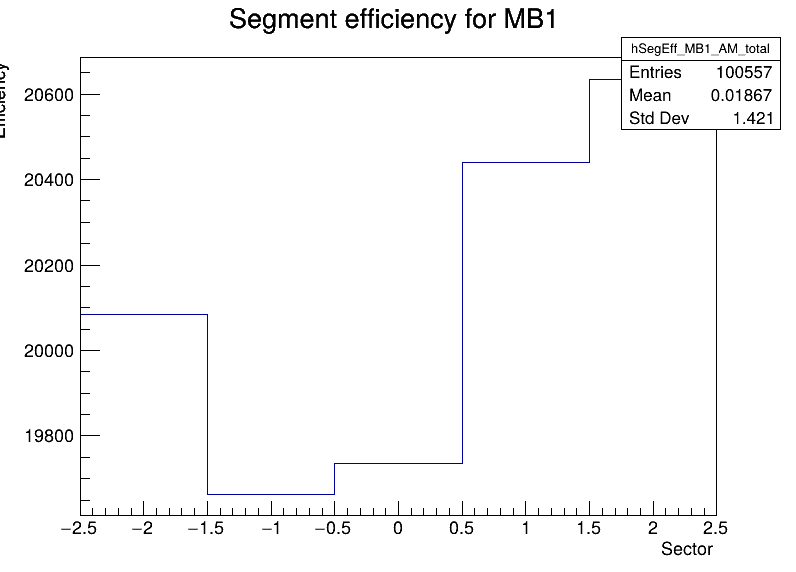 Segment efficiency for MB1
hSegEff_MB1_AM_total
Entries 100557
Mean 0.01867
Std Dev 1.421
Efficiency
20600
20400
20200
20000
19800
−2.5 −2 −1.5 −1 −0.5 0 0.5 1 1.5 2 2.5
Sector